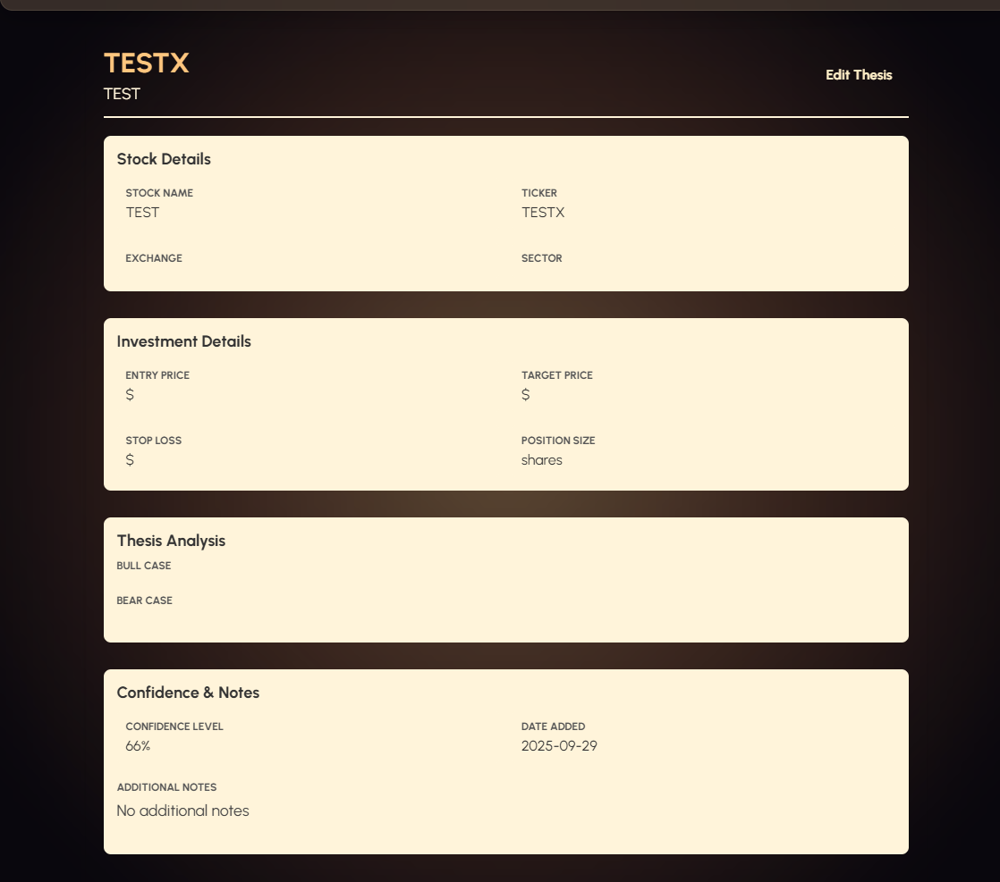 TESTX
TEST
Edit Thesis
Stock Details
STOCK NAME
TEST
TICKER
TESTX
EXCHANGE
SECTOR
Investment Details
ENTRY PRICE
$
TARGET PRICE
$
STOP LOSS
$
POSITION SIZE
shares
Thesis Analysis
BULL CASE
BEAR CASE
Confidence & Notes
CONFIDENCE LEVEL
66%
DATE ADDED
2025-09-29
ADDITIONAL NOTES
No additional notes